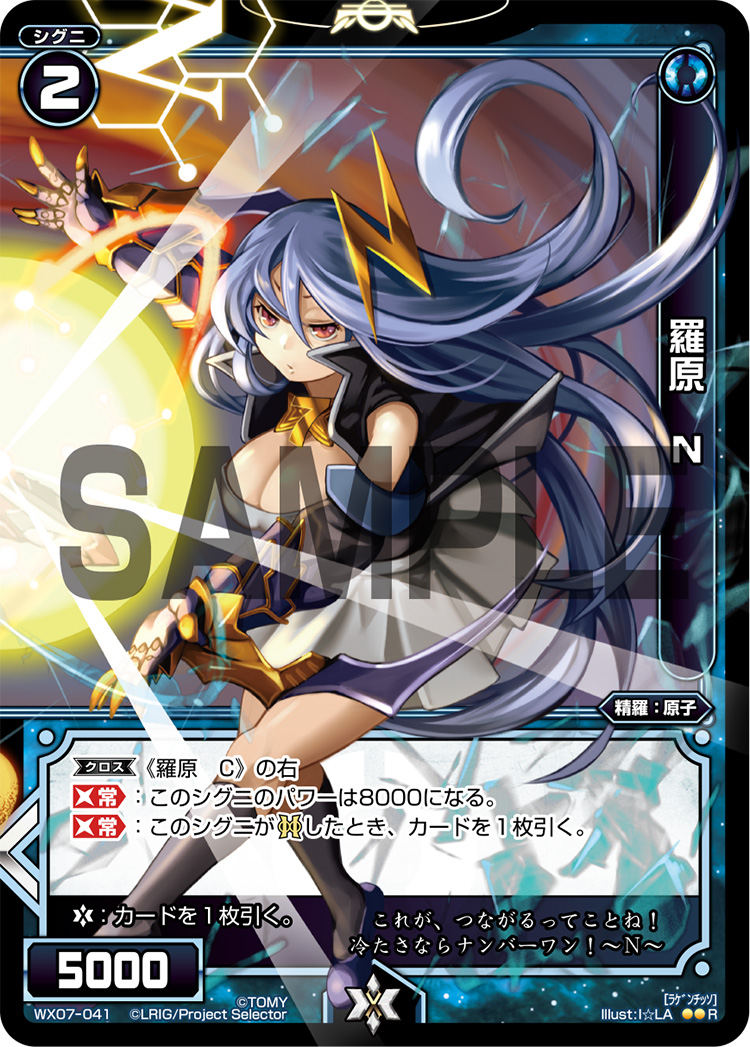 シグニ
N
2
羅原 N
SAMPLE
精羅：原子
クロス 《羅原 C》の右
常：このシグニのパワーは8000になる。
常：このシグニがHしたとき、カードを1枚引く。
：カードを1枚引く。
これが、つながるってことね！
冷たさならナンバーワン！～N～
5000
[ラゲンチッソ]
©TOMY
WX07-041 ©LRIG/Project Selector
Illust:I☆LA R